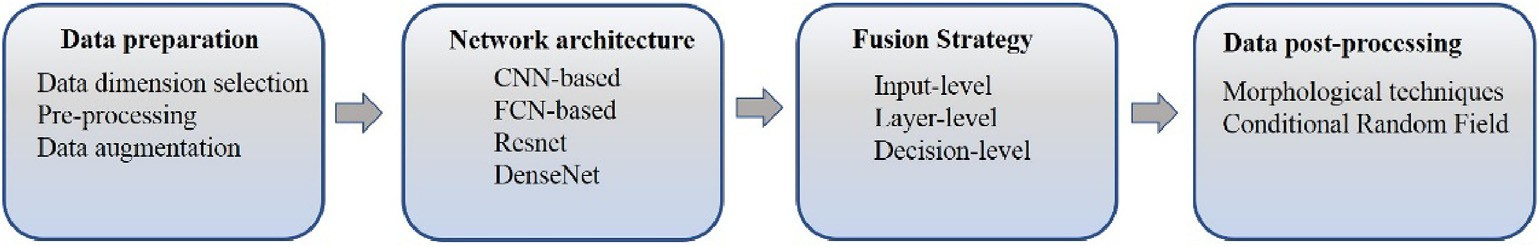 Data preparation
Data dimension selection
Pre-processing
Data augmentation
Network architecture
CNN-based
FCN-based
Resnet
DenseNet
Fusion Strategy
Input-level
Layer-level
Decision-level
Data post-processing
Morphological techniques
Conditional Random Field